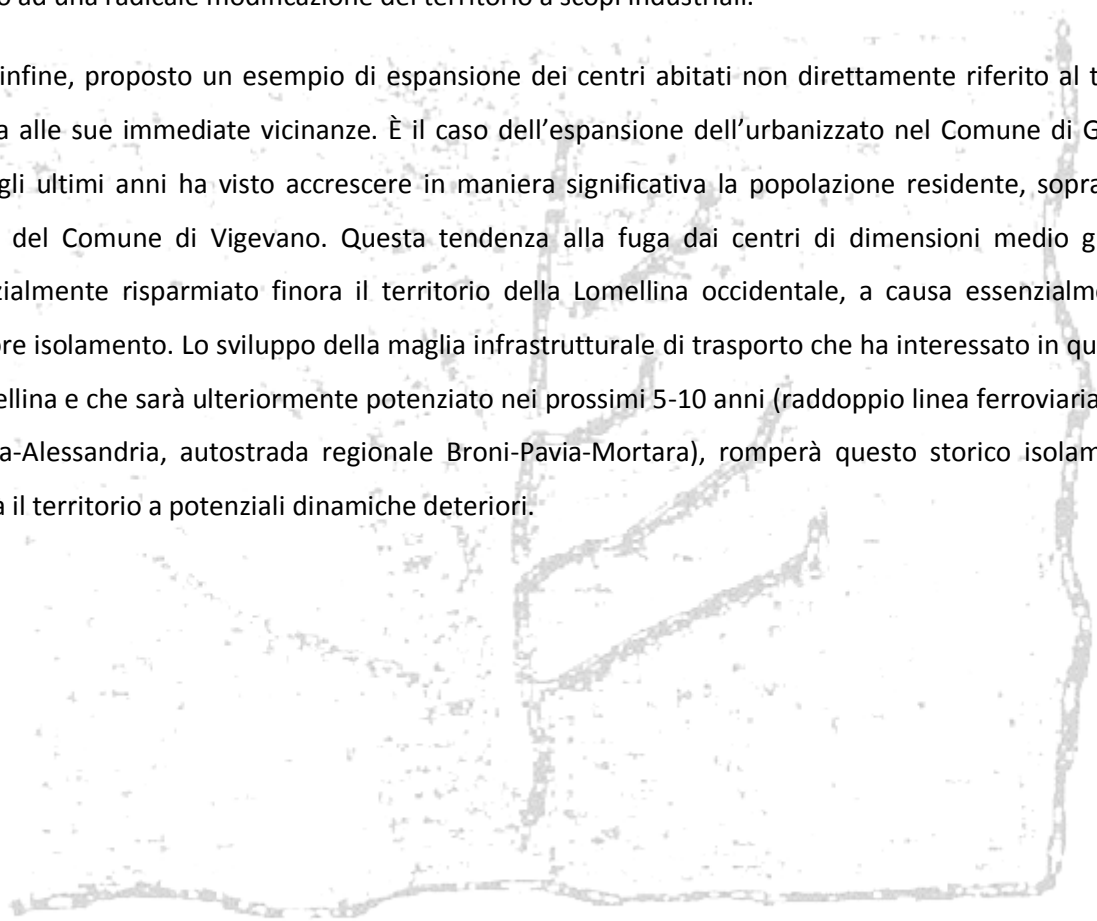 ad una radicale modificazione del territorio a scopi industriali.
infine, proposto un esempio di espansione dei centri abitati non direttamente riferito al t
a alle sue immediate vicinanze. È il caso dell’espansione dell’urbanizzato nel Comune di G
gli ultimi anni ha visto accrescere in maniera significativa la popolazione residente, sopra
del Comune di Vigevano. Questa tendenza alla fuga dai centri di dimensioni medio g
zialmente risparmiato finora il territorio della Lomellina occidentale, a causa essenzialm
re isolamento. Lo sviluppo della maglia infrastrutturale di trasporto che ha interessato in qu
ellina e che sarà ulteriormente potenziato nei prossimi 5-10 anni (raddoppio linea ferroviaria
a-Alessandria, autostrada regionale Broni-Pavia-Mortara), romperà questo storico isolam
a il territorio a potenziali dinamiche deteriori.